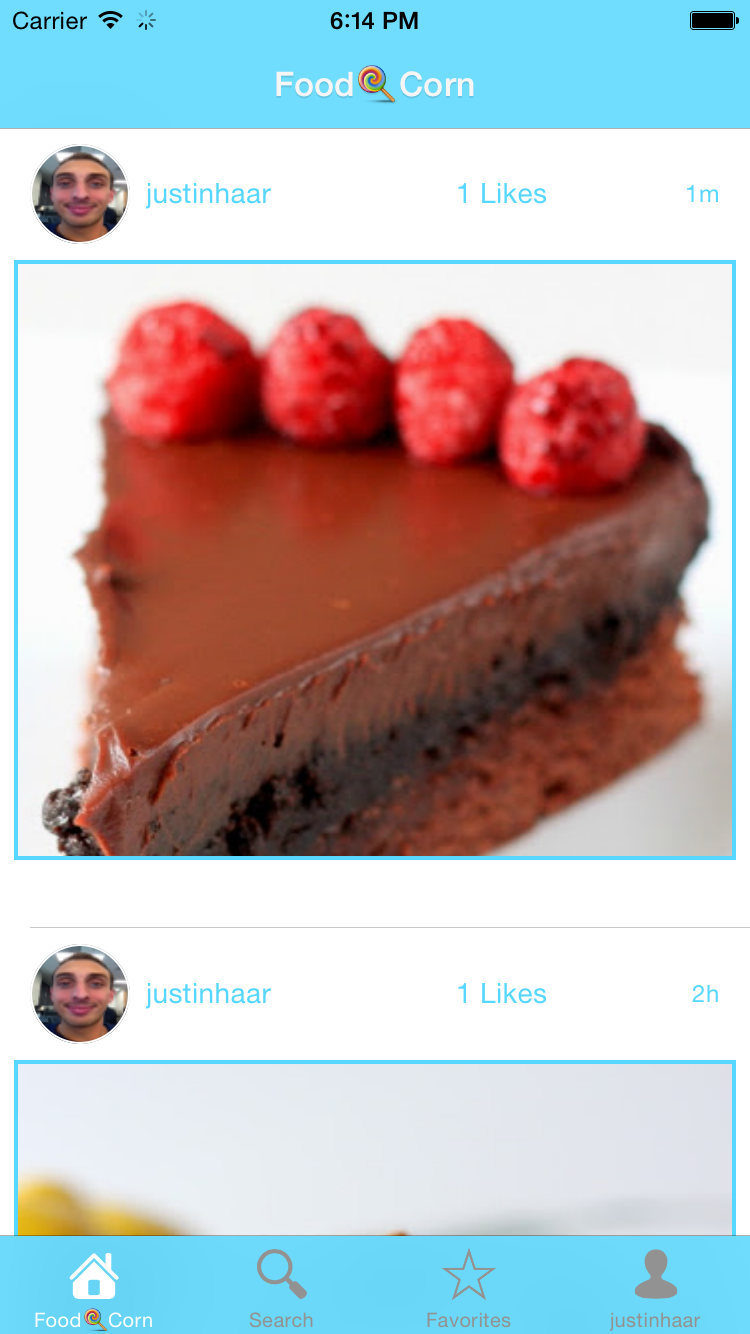 Carrier 6:14 PM
Food🍭Corn
justinhaar 1 Likes 1m
justinhaar 1 Likes 2h
Food🍭Corn Search Favorites justinhaar